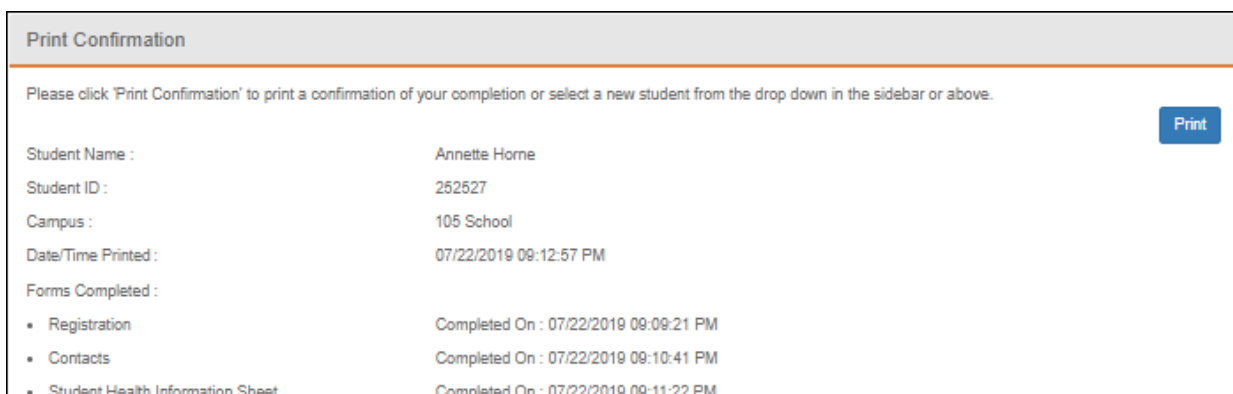 Print Confirmation
Please click 'Print Confirmation' to print a confirmation of your completion or select a new student from the drop down in the sidebar or above.
Print
Student Name : Annette Horne
Student ID : 252527
Campus : 105 School
Date/Time Printed : 07/22/2019 09:12:57 PM
Forms Completed :
• Registration Completed On : 07/22/2019 09:09:21 PM
• Contacts Completed On : 07/22/2019 09:10:41 PM
• Student Health Information Sheet Completed On : 07/22/2019 09:11:22 PM